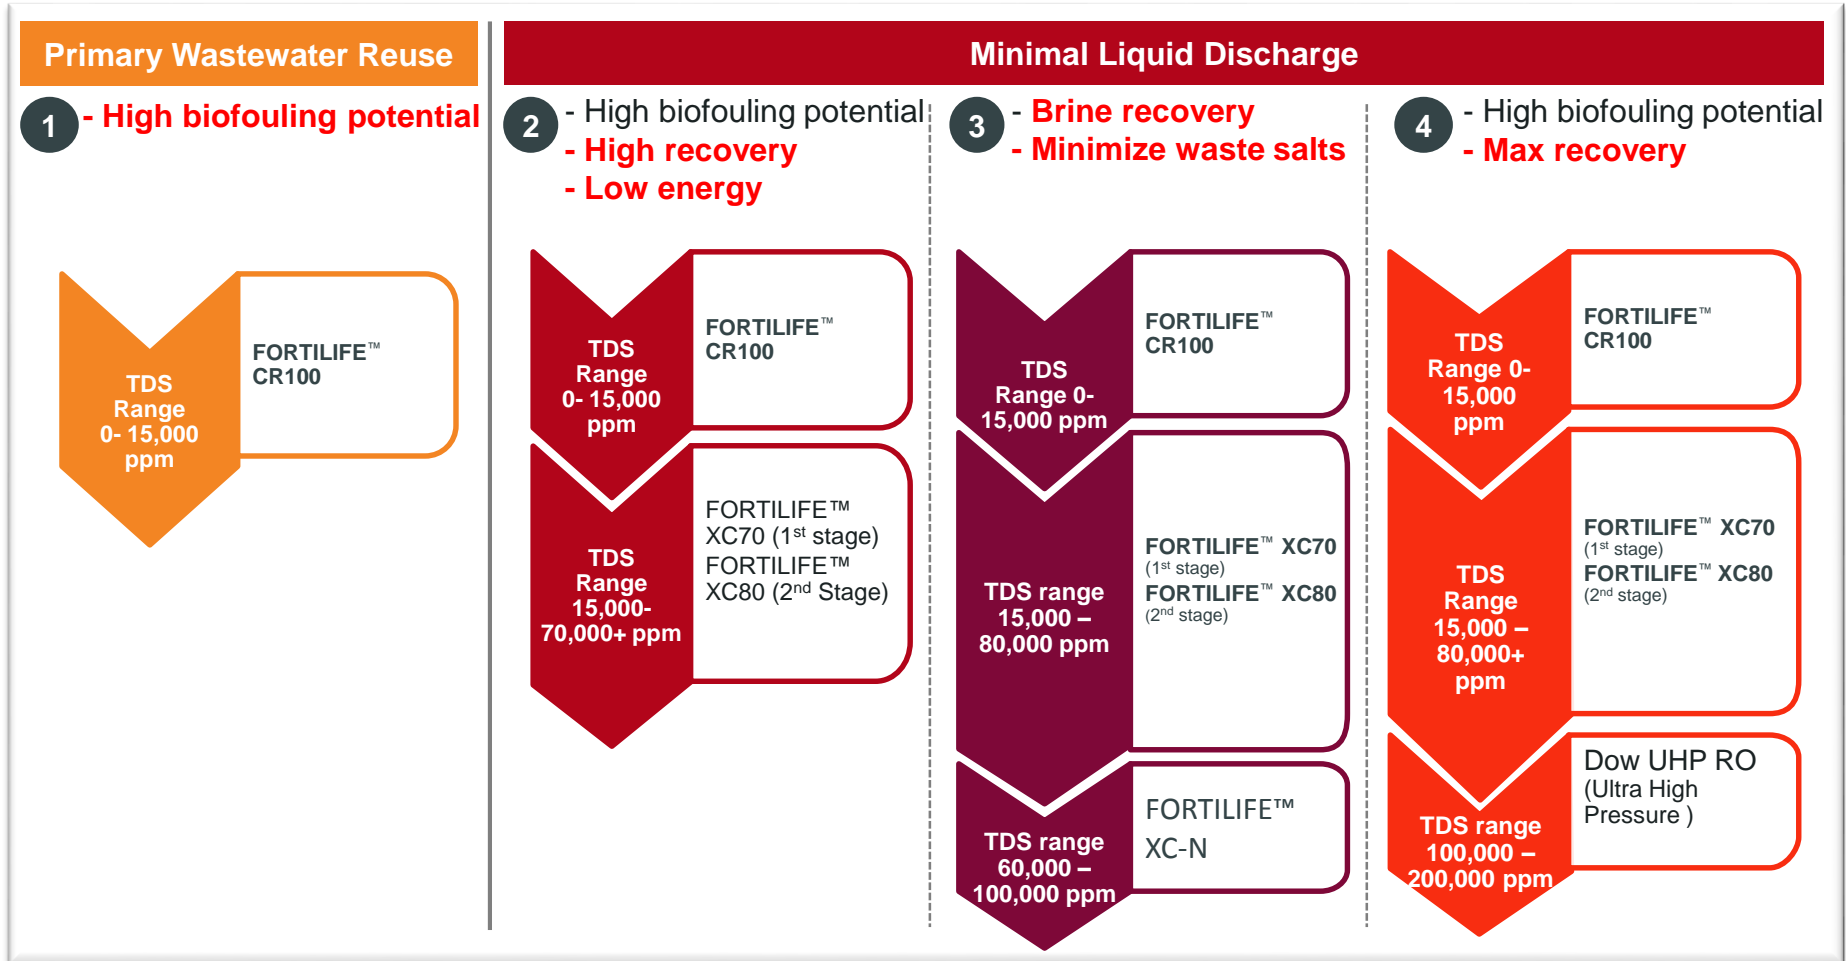 Primary Wastewater Reuse
Minimal Liquid Discharge
1
- High biofouling potential
2
- High biofouling potential
- High recovery
- Low energy
3
- Brine recovery
- Minimize waste salts
4
- High biofouling potential
- Max recovery
TDS
Range
0- 15,000
ppm
FORTILIFE™
CR100
TDS
Range
0- 15,000
ppm
FORTILIFE™
CR100
TDS
Range
15,000-
70,000+ ppm
FORTILIFE™
XC70 (1st stage)
FORTILIFE™
XC80 (2nd Stage)
TDS
Range 0-
15,000 ppm
FORTILIFE™
CR100
TDS range
15,000 –
80,000 ppm
FORTILIFE™ XC70
(1st stage)
FORTILIFE™ XC80
(2nd stage)
TDS range
60,000 –
100,000 ppm
FORTILIFE™
XC-N
TDS
Range 0-
15,000
ppm
FORTILIFE™
CR100
TDS
Range
15,000 –
80,000+
ppm
FORTILIFE™ XC70
(1st stage)
FORTILIFE™ XC80
(2nd stage)
TDS range
100,000 –
200,000 ppm
Dow UHP RO
(Ultra High
Pressure )